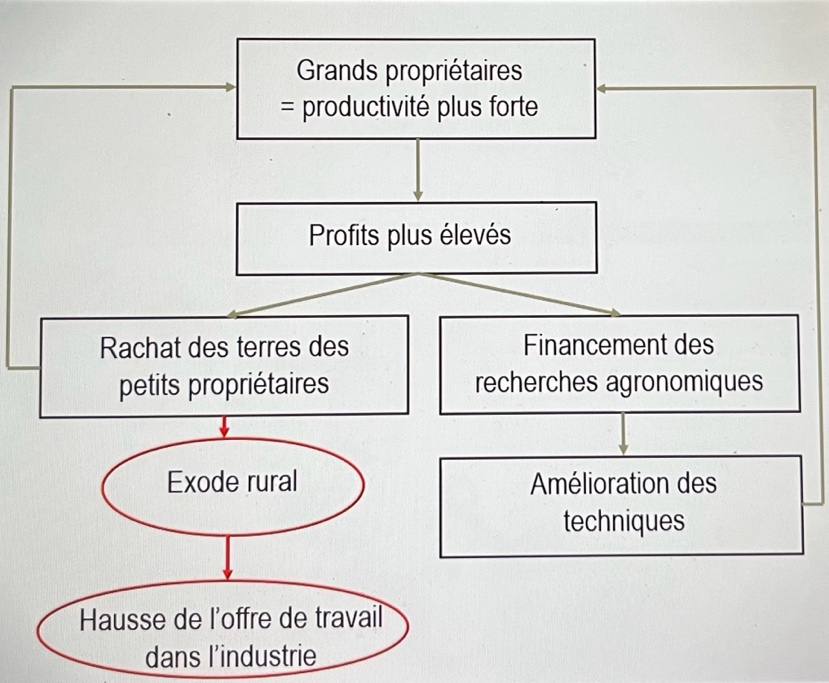 Grands propriétaires
= productivité plus forte
Profits plus élevés
Rachat des terres des
petits propriétaires
Financement des
recherches agronomiques
Exode rural
Amélioration des
techniques
Hausse de l'offre de travail
dans l'industrie